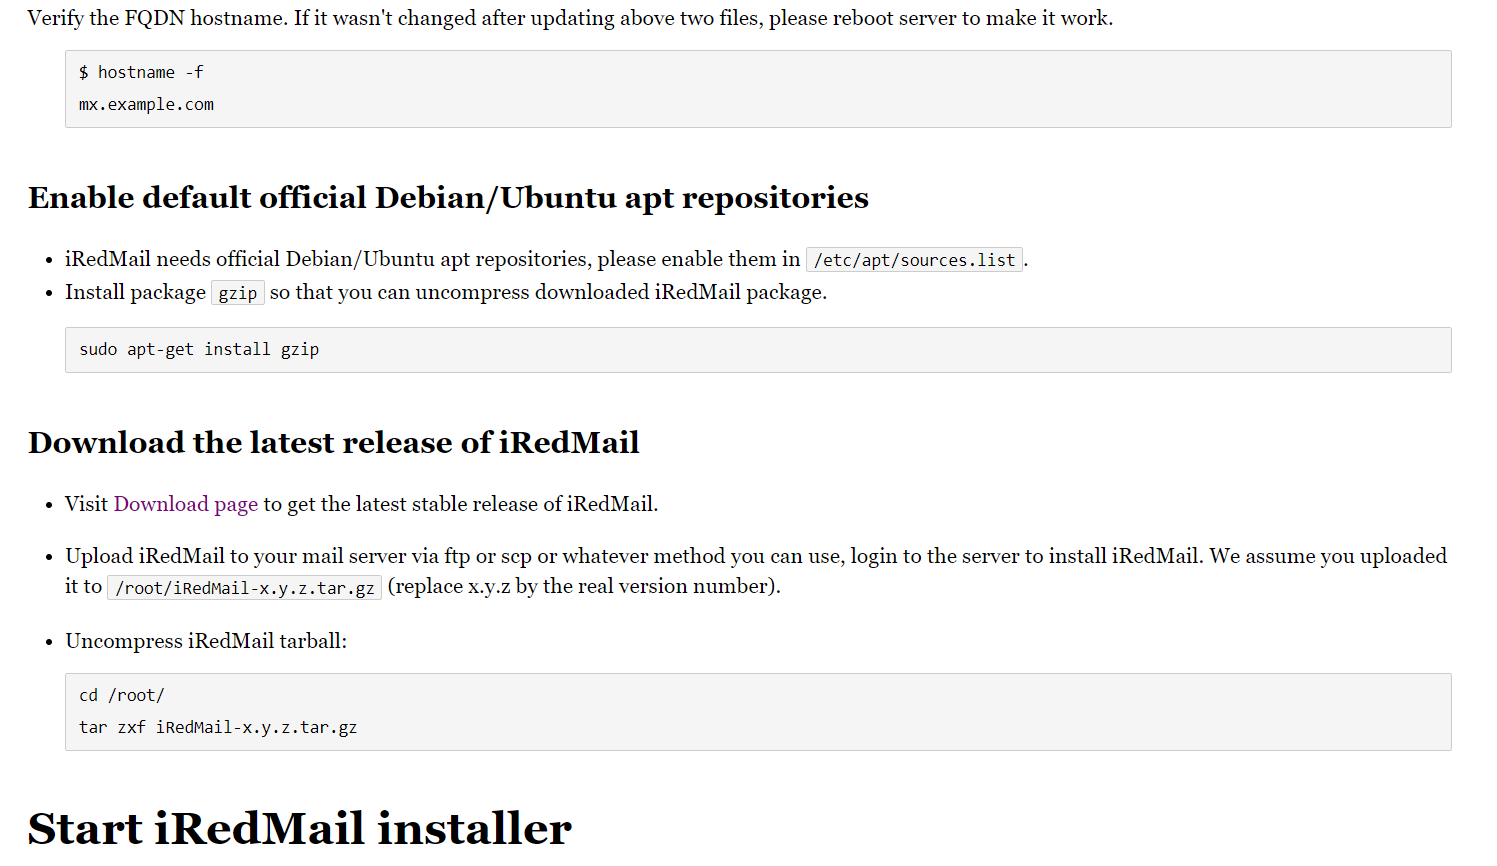 Verify the FQDN hostname. If it wasn't changed after updating above two files, please reboot server to make it work.
$ hostname -f
mx.example.com
Enable default official Debian/Ubuntu apt repositories
• iRedMail needs official Debian/Ubuntu apt repositories, please enable them in /etc/apt/sources.list.
• Install package gzip so that you can uncompress downloaded iRedMail package.
sudo apt-get install gzip
Download the latest release of iRedMail
• Visit Download page to get the latest stable release of iRedMail.
• Upload iRedMail to your mail server via ftp or scp or whatever method you can use, login to the server to install iRedMail. We assume you uploaded
it to /root/iRedMail-x.y.z.tar.gz (replace x.y.z by the real version number).
• Uncompress iRedMail tarball:
cd /root/
tar zxf iRedMail-x.y.z.tar.gz
Start iRedMail installer